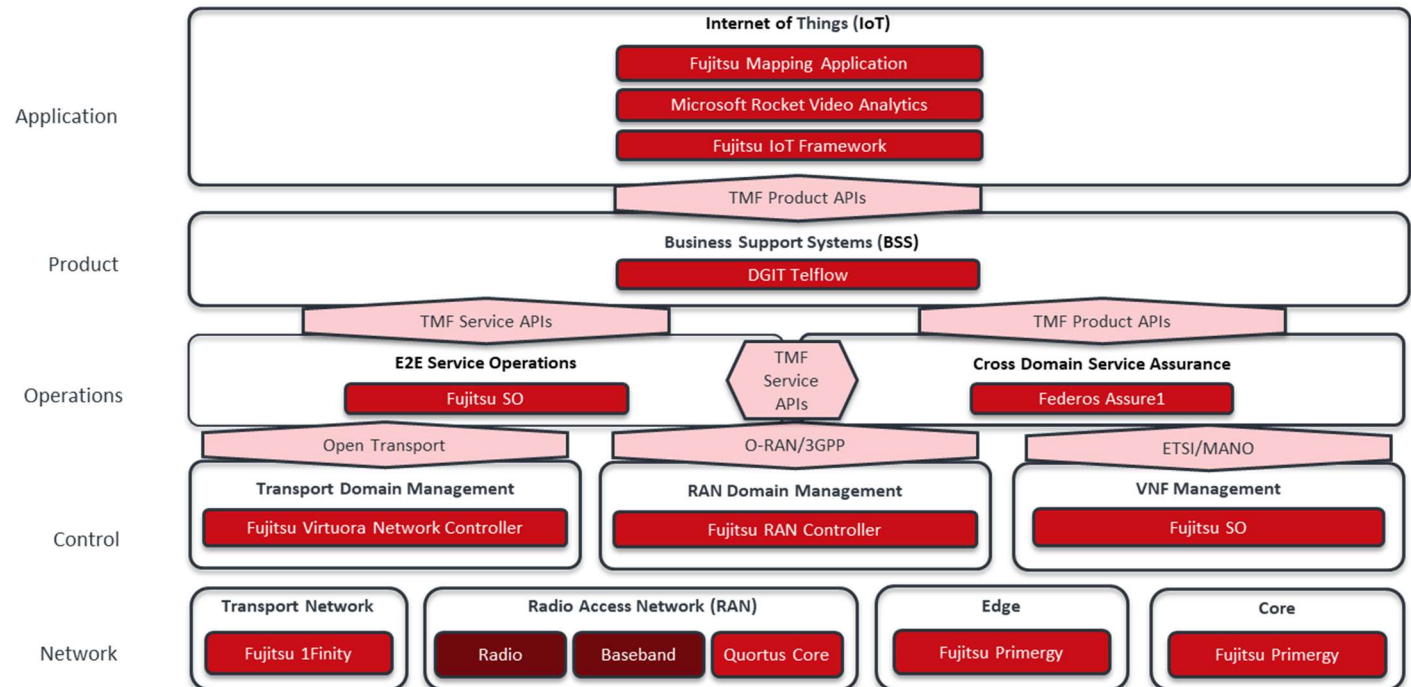 Internet of Things (IoT)
Fujitsu Mapping Application
Microsoft Rocket Video Analytics
Application
Fujitsu IoT Framework
TMF Product APIs
Business Support Systems (BSS)
Product
DGIT Telflow
TMF Service APIs
TMF Product APIs
E2E Service Operations
TMF
Service
APIs
Cross Domain Service Assurance
Operations
Fujitsu SO
Federos Assure1
Open Transport
O-RAN/3GPP
ETSI/MANO
Transport Domain Management
RAN Domain Management
VNF Management
Control
Fujitsu Virtuora Network Controller
Fujitsu RAN Controller
Fujitsu SO
Transport Network
Radio Access Network (RAN)
Edge
Core
Network
Fujitsu 1Finity
Radio
Baseband
Quortus Core
Fujitsu Primergy
Fujitsu Primergy